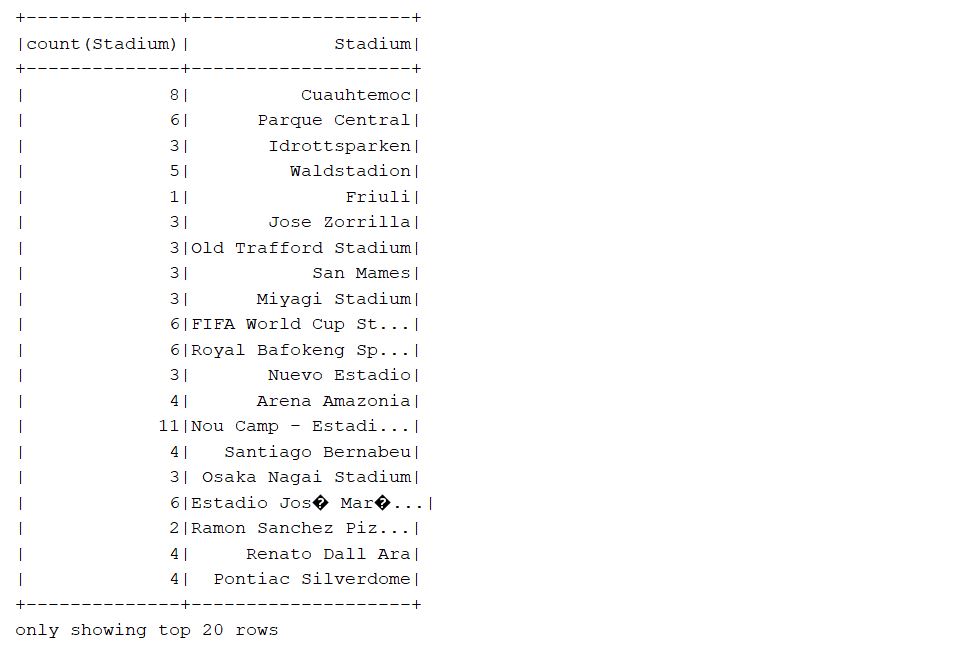 +--------------+--------------------+
|count(Stadium)|             Stadium|
+--------------+--------------------+
|             8|          Cuauhtemoc|
|             6|      Parque Central|
|             3|       Idrottsparken|
|             5|         Waldstadion|
|             1|              Friuli|
|             3|       Jose Zorrilla|
|             3|Old Trafford Stadium|
|             3|           San Mames|
|             3|      Miyagi Stadium|
|             6|FIFA World Cup St...|
|             6|Royal Bafokeng Sp...|
|             3|       Nuevo Estadio|
|             4|      Arena Amazonia|
|            11|Nou Camp - Estadi...|
|             4|   Santiago Bernabeu|
|             3| Osaka Nagai Stadium|
|             6|Estadio Jos� Mar�...|
|             2|Ramon Sanchez Piz...|
|             4|     Renato Dall Ara|
|             4|  Pontiac Silverdome|
+--------------+--------------------+
only showing top 20 rows